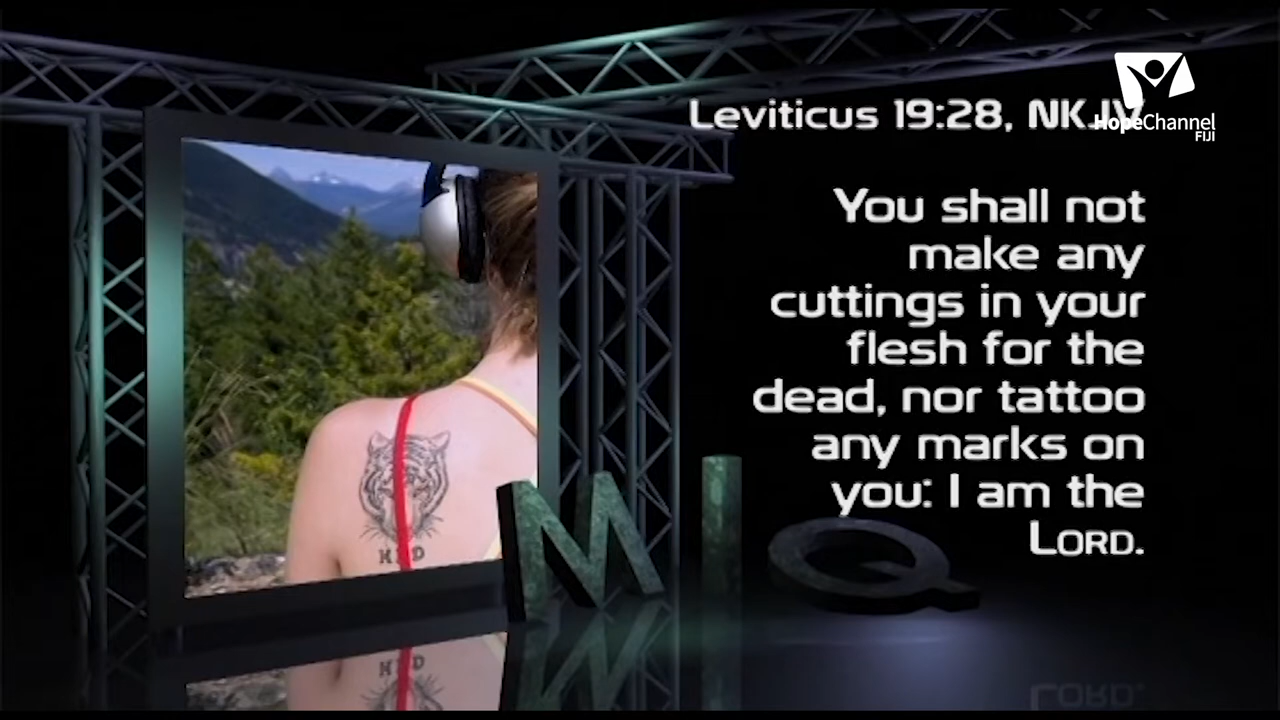 Leviticus 19:28, NKJV
HopeChannel
FIJI
You shall not
make any
cuttings in your
flesh for the
dead, nor tattoo
any marks on
you: I am the
LORD.
M I Q